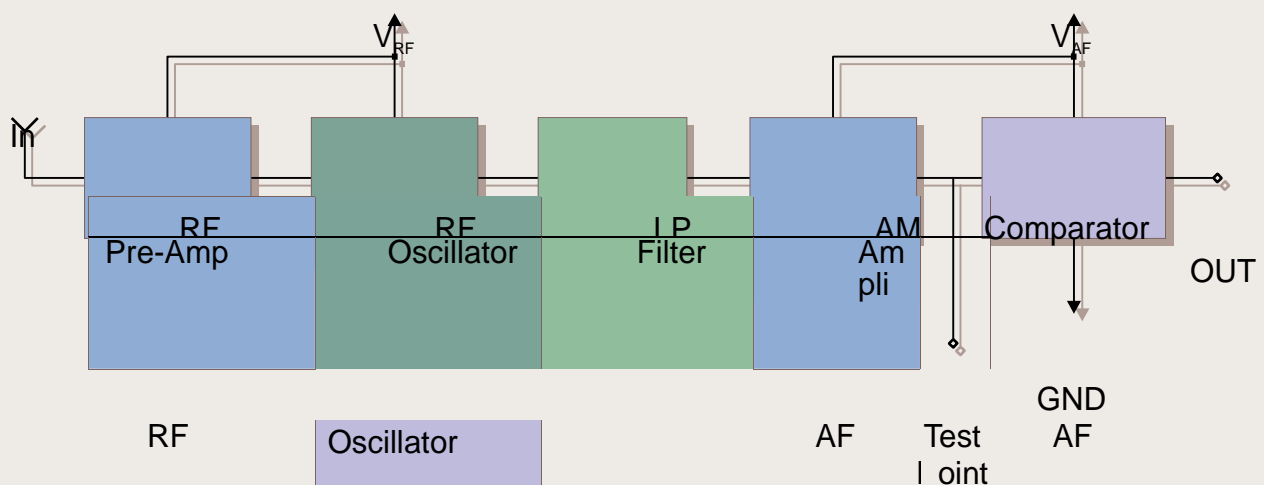 V RF
V AF
In
RF
Pre-Amp
RF
Oscillator
LP
Filter
AM
Am
pli
Comparator
OUT
GND
AF
RF
Oscillator
AF
Test